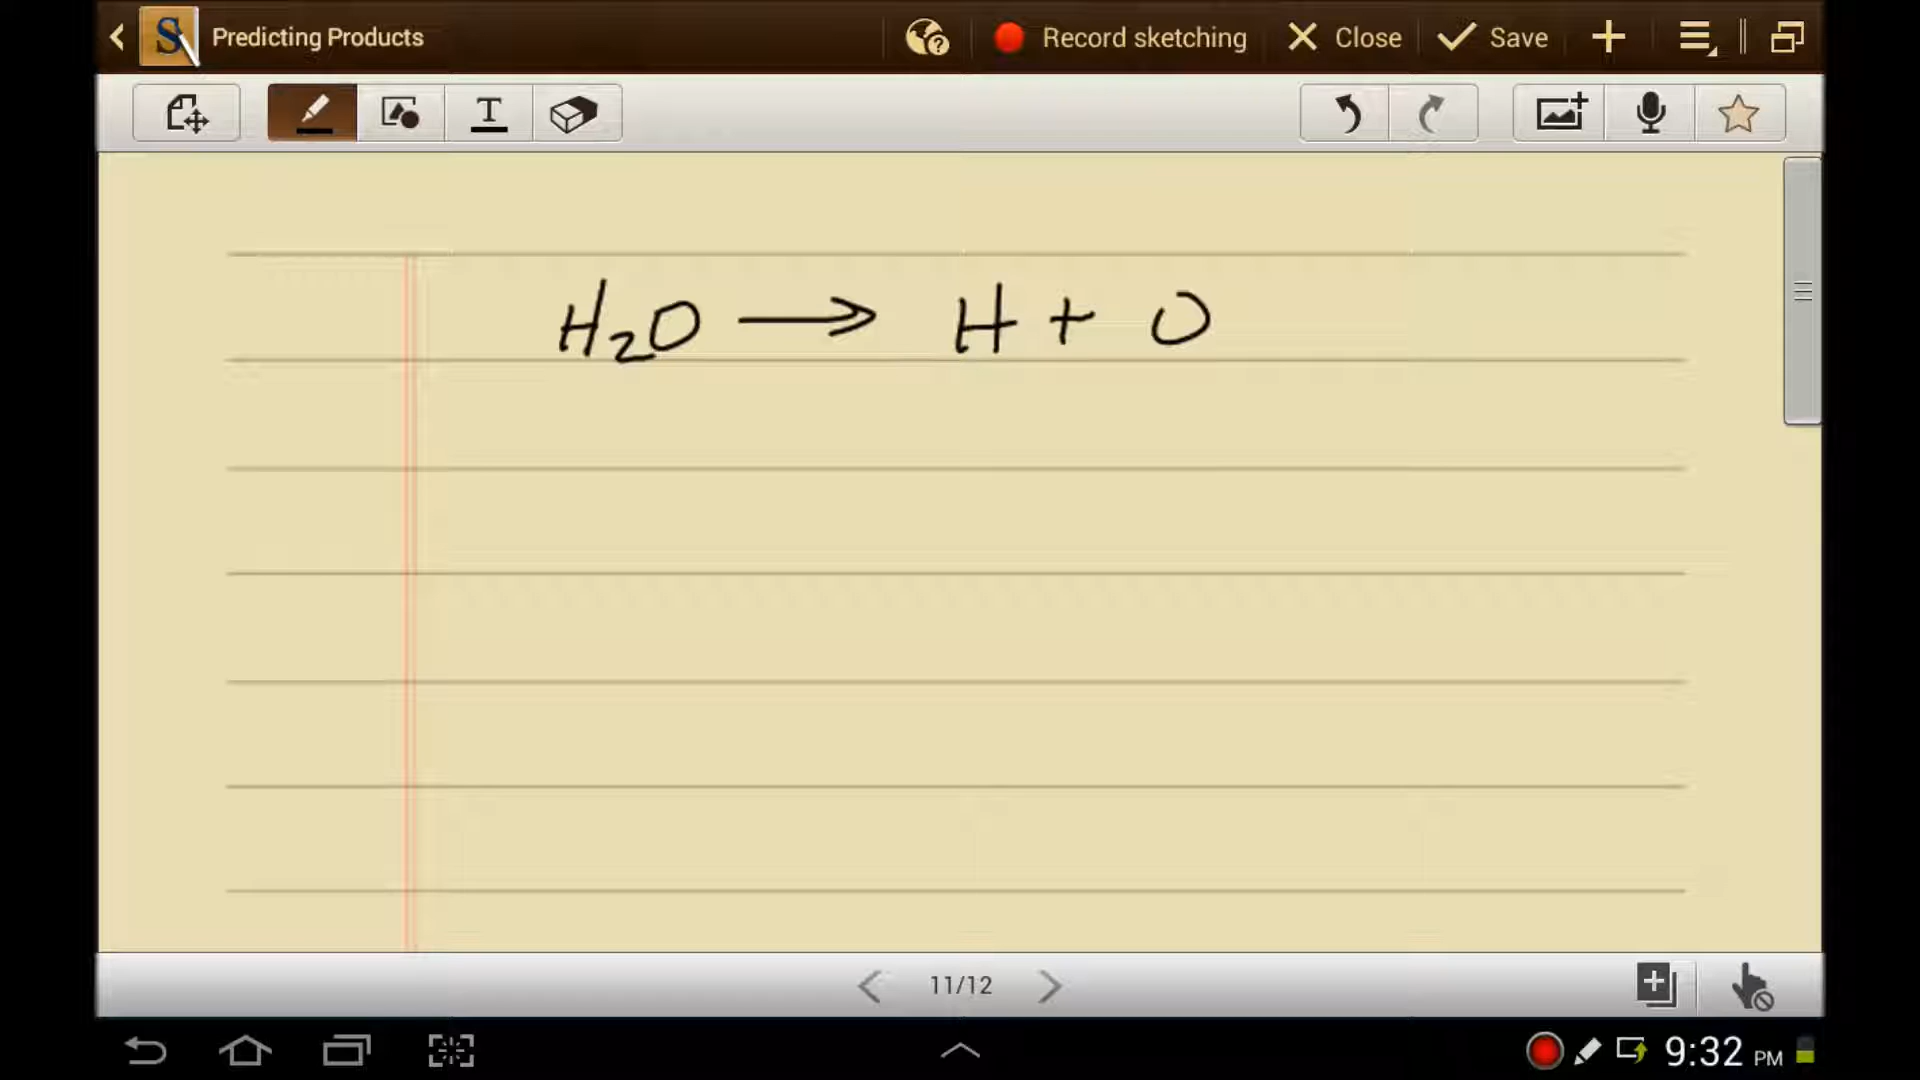 Predicting Products Record sketching Close Save
T
H₂O → H + O
11/12
9:32 PM